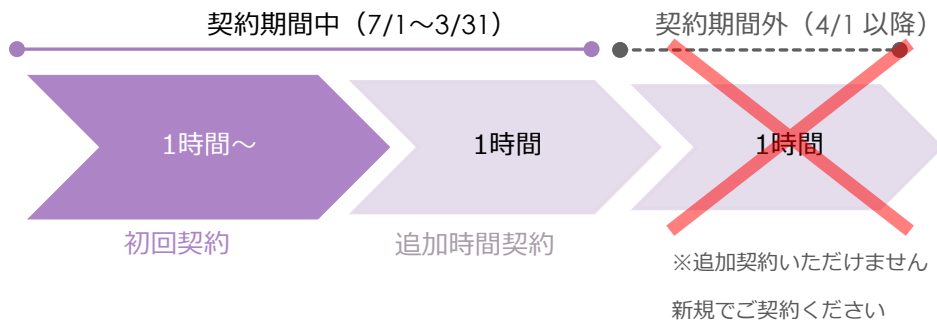 契約期間中（7/1～3/31）
契約期間外（4/1 以降）
1時間～
1時間
1時間
初回契約
追加時間契約
※追加契約いただけません
新規でご契約ください